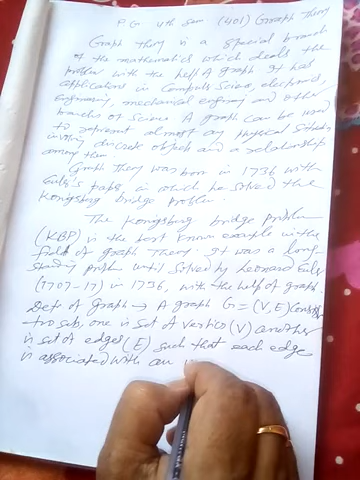 P.G. 4th Sem (401) Graph Theory
Graph Theory is a special branch
of the mathematics which deals the
problem with the help of graph It has
applications in Computer Science, electronics,
Engineering, mechanical engineering and other
branches of Science. A graph can be used
to represent almost any physical situation
involving discrete objects and a relationship
among them.
Graph Theory was born in 1736 with
Euler's paper in which he solved the
Konigsberg bridge problem.
The Konigsberg bridge problem
(KBP) is the best known example in the
field of graph Theory. It was a long
standing problem until solved by Leonard Euler
(1707-17 ) in 1736, with the help of graph
Def of Graph → A graph G = (V, E) consists
two sets, one is set of vertices (V) another
is set of edges (E) such that each edge
is associated with an